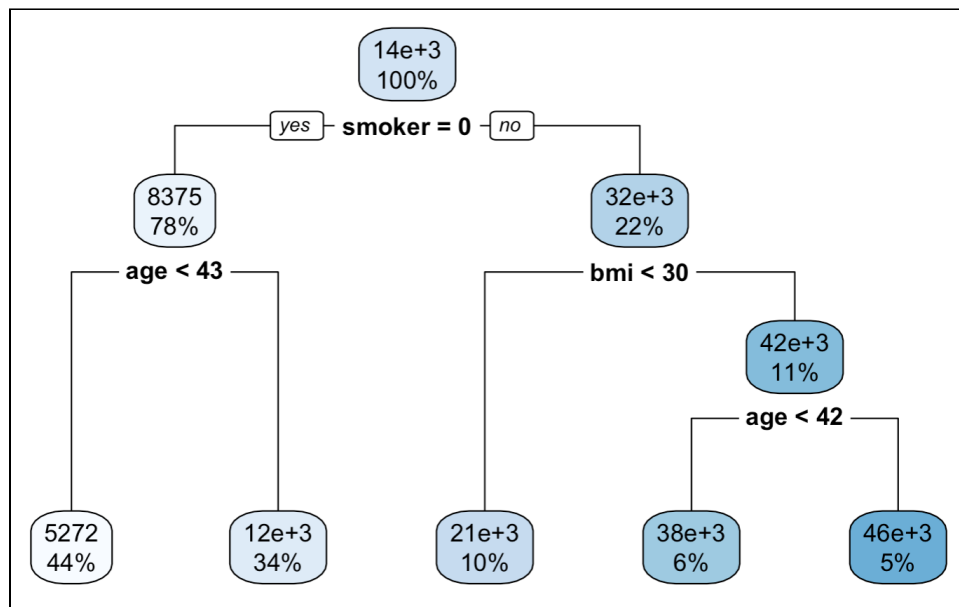 14e+3
100%
yes smoker = 0 no
8375
78%
32e+3
22%
age < 43
bmi < 30
42e+3
11%
age < 42
5272
44%
12e+3
34%
21e+3
10%
38e+3
6%
46e+3
5%